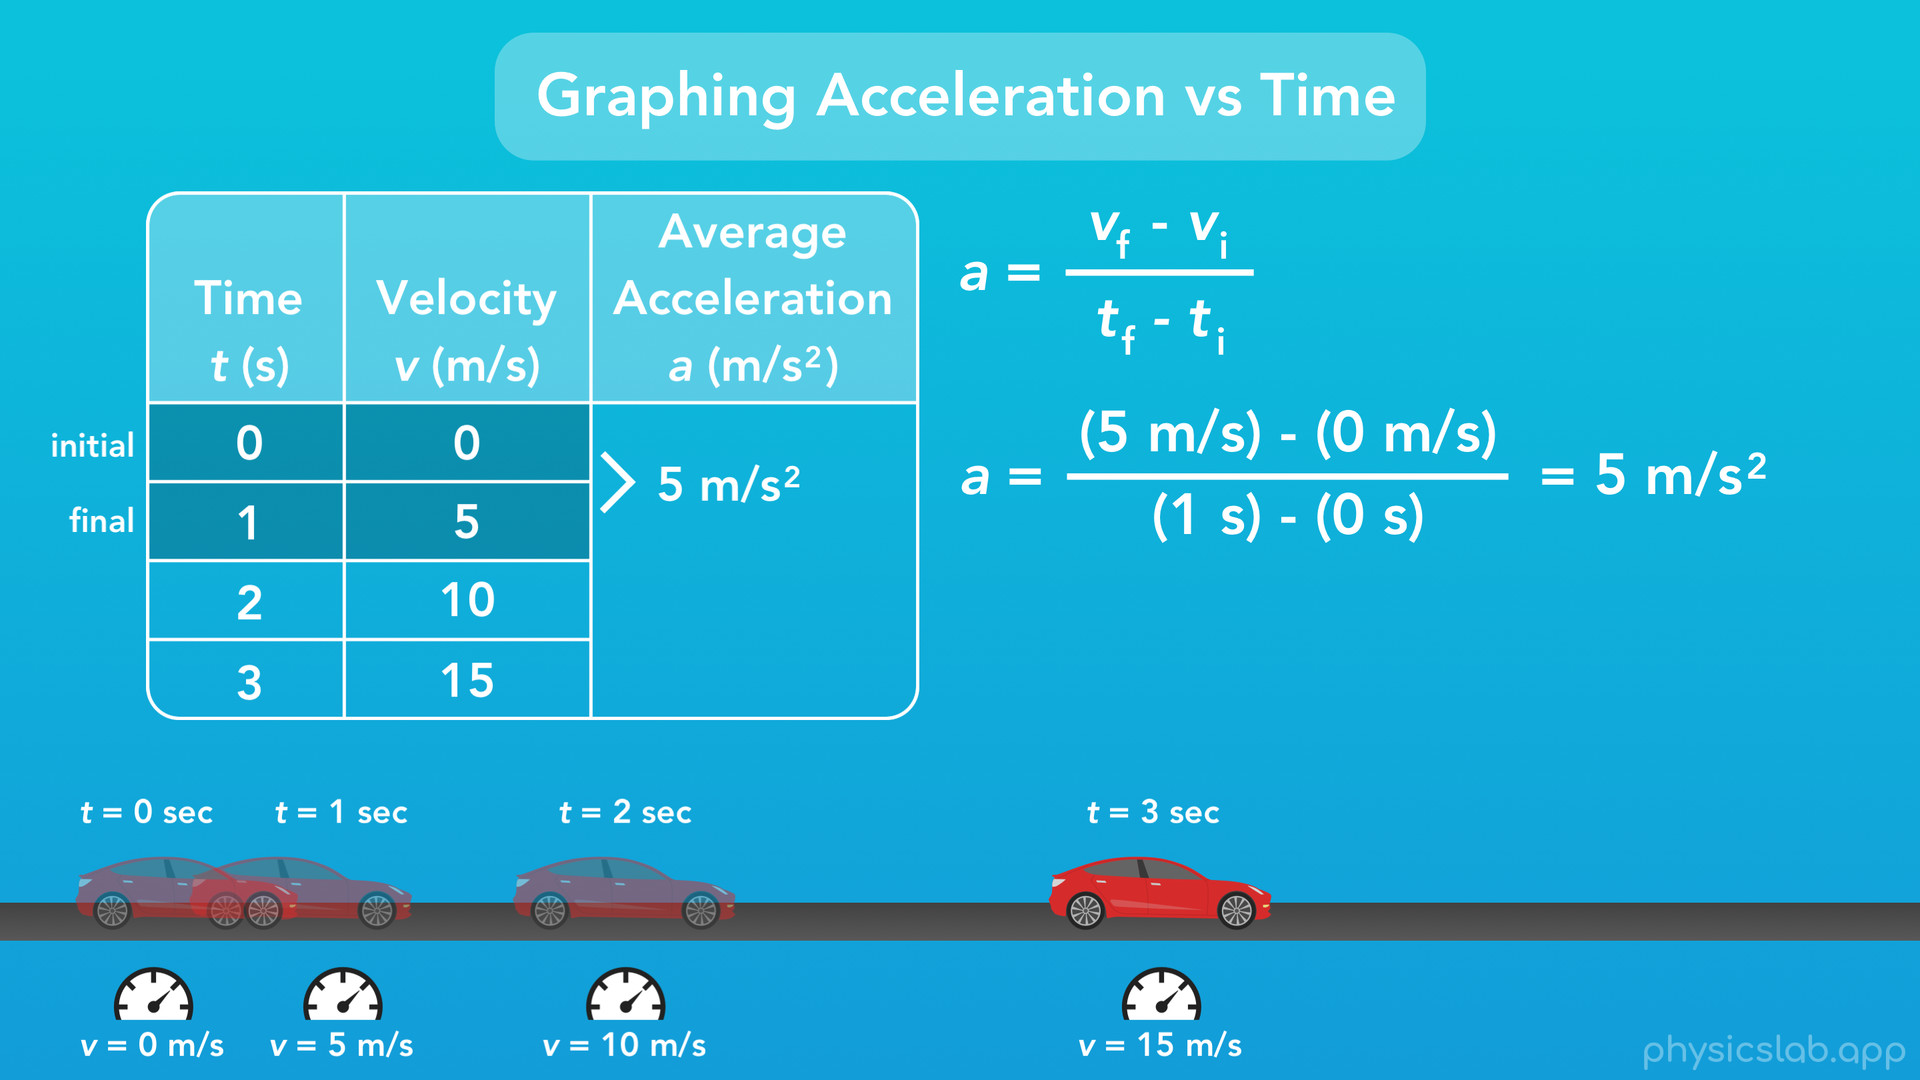 Graphing Acceleration vs Time
Time
t (s)
Velocity
v (m/s)
Average
Acceleration
a (m/s²)
initial
0
0
final
1
5
2
10
3
15
> 5 m/s²
a = (v_f - v_i) / (t_f - t_i)
a = ((5 m/s) - (0 m/s)) / ((1 s) - (0 s)) = 5 m/s²
t = 0 sec
t = 1 sec
t = 2 sec
t = 3 sec
v = 0 m/s
v = 5 m/s
v = 10 m/s
v = 15 m/s
physicslab.app